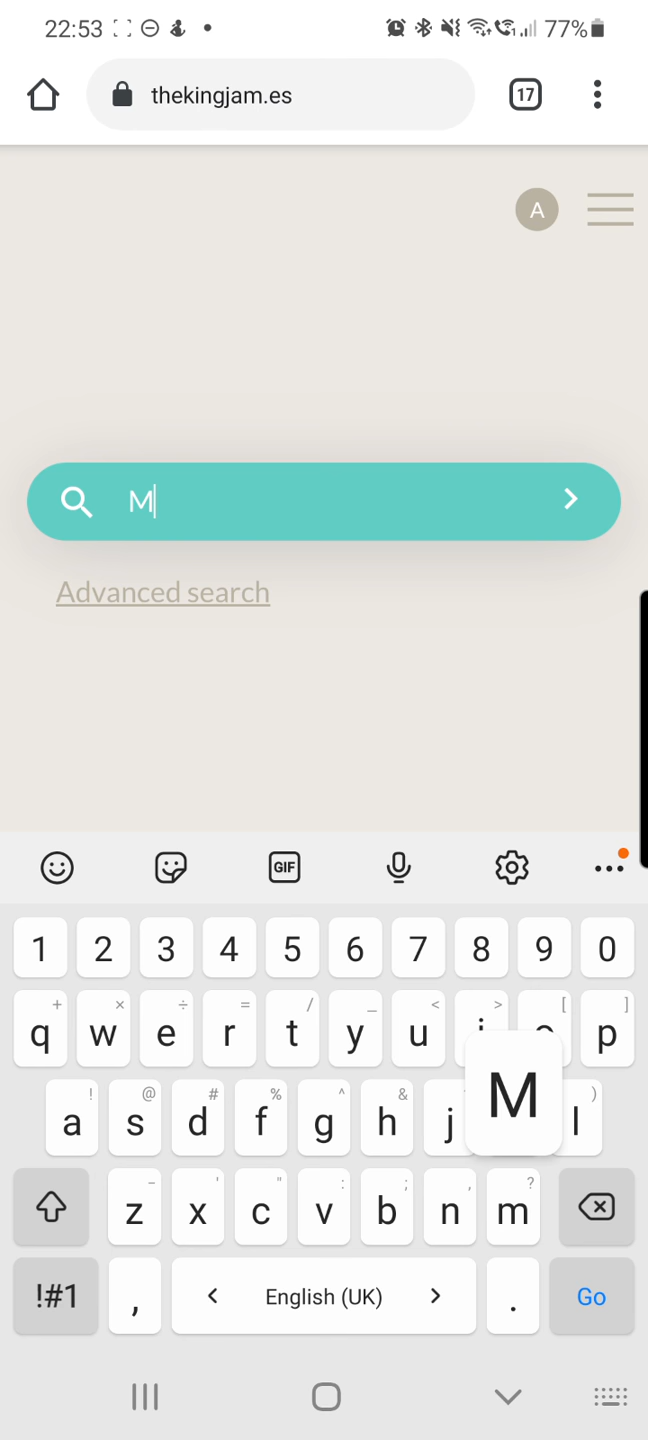 22:53 77%
thekingjam.es 17
A
M
Advanced search
GIF
1 2 3 4 5 6 7 8 9 0
+ × ÷ = / _ < > [ ]
q w e r t y u p
! @ # % ^ & )
a s d f g h j M l
- ' " : ; , ?
z x c v b n m
!#1 , < English (UK) > . Go